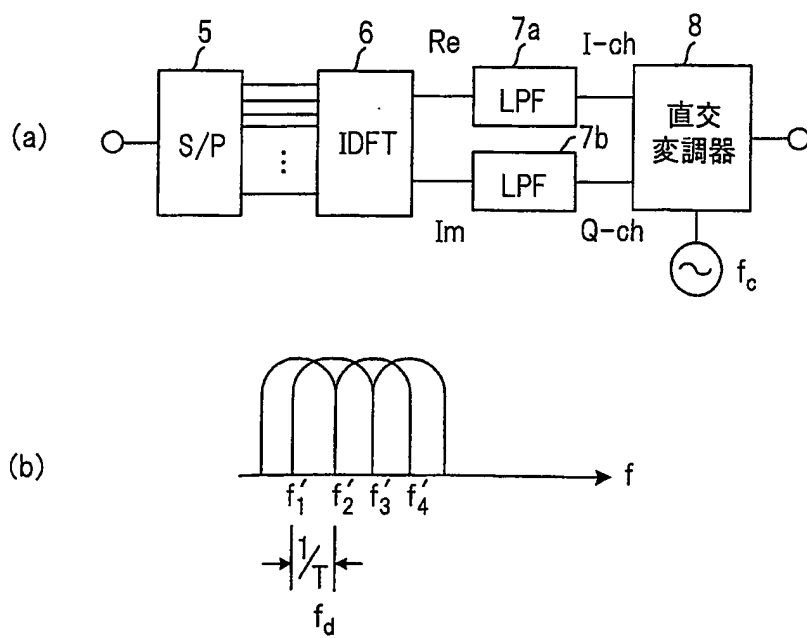 (a)
5
S/P
⋮
6
IDFT
Re
Im
7a
LPF
7b
LPF
I-ch
Q-ch
8
直交
変調器
f_c
(b)
f
f₁′ f₂′ f₃′ f₄′
1/T
f_d